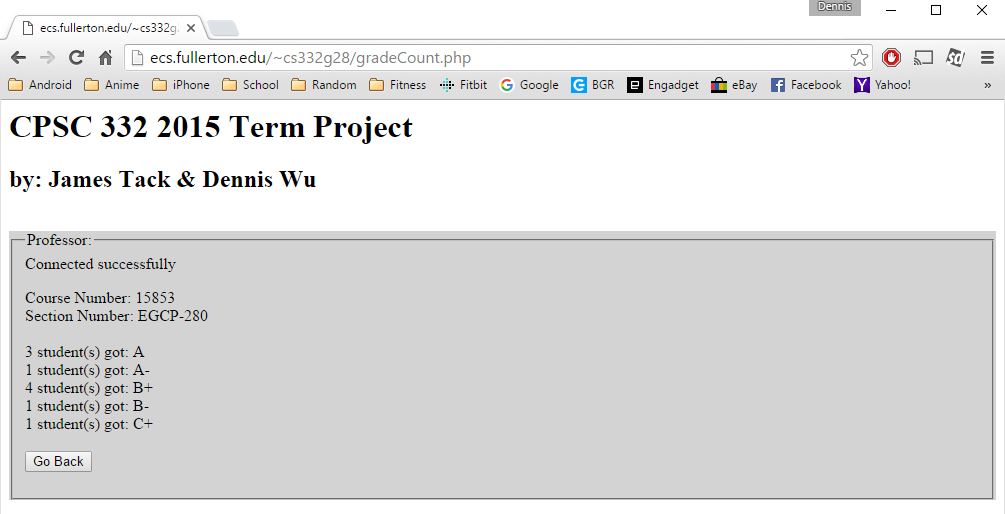 Dennis
ecs.fullerton.edu/~cs332g
ecs.fullerton.edu/~cs332g28/gradeCount.php
Android Anime iPhone School Random Fitness Fitbit Google BGR Engadget eBay Facebook Yahoo! »
CPSC 332 2015 Term Project
by: James Tack & Dennis Wu
Professor:
Connected successfully
Course Number: 15853
Section Number: EGCP-280
3 student(s) got: A
1 student(s) got: A-
4 student(s) got: B+
1 student(s) got: B-
1 student(s) got: C+
Go Back